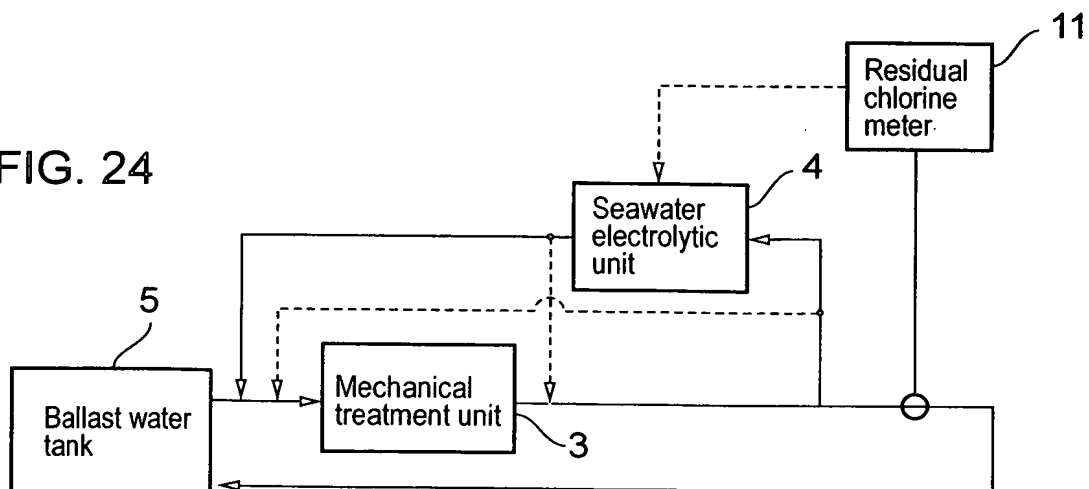 11
Residual
chlorine
meter
FIG. 24
4
Seawater
electrolytic
unit
5
Mechanical
treatment unit
Ballast water
tank
3